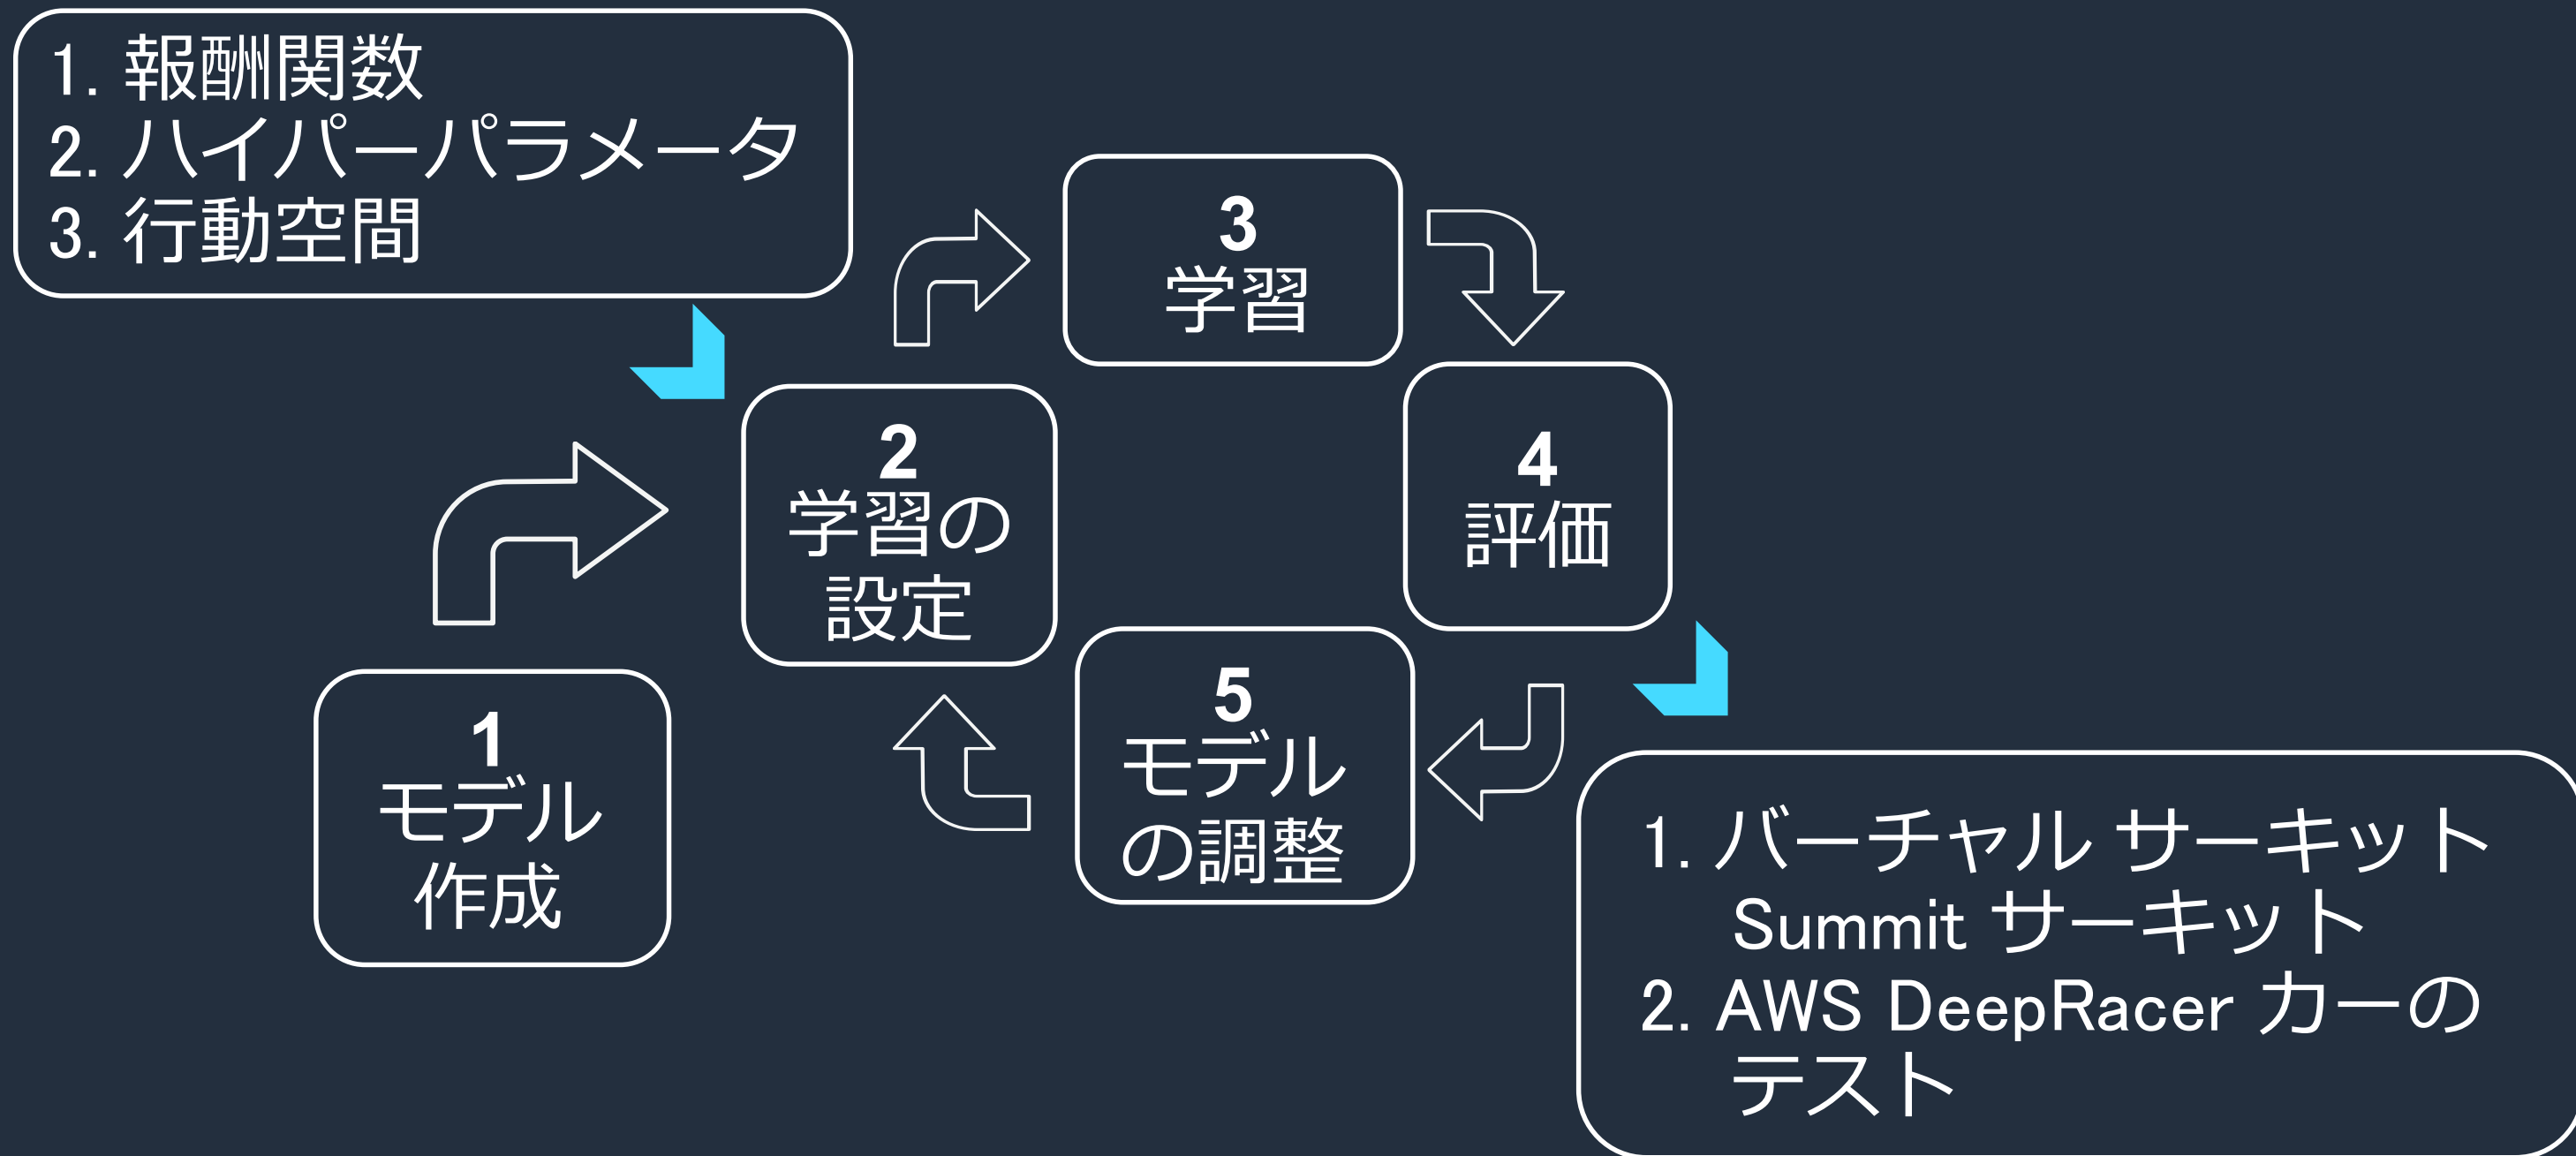 1. 報酬関数
2. ハイパーパラメータ
3. 行動空間
1
モデル
作成
2
学習の
設定
3
学習
4
評価
5
モデル
の調整
1. バーチャル サーキット
Summit サーキット
2. AWS DeepRacer カーの
テスト